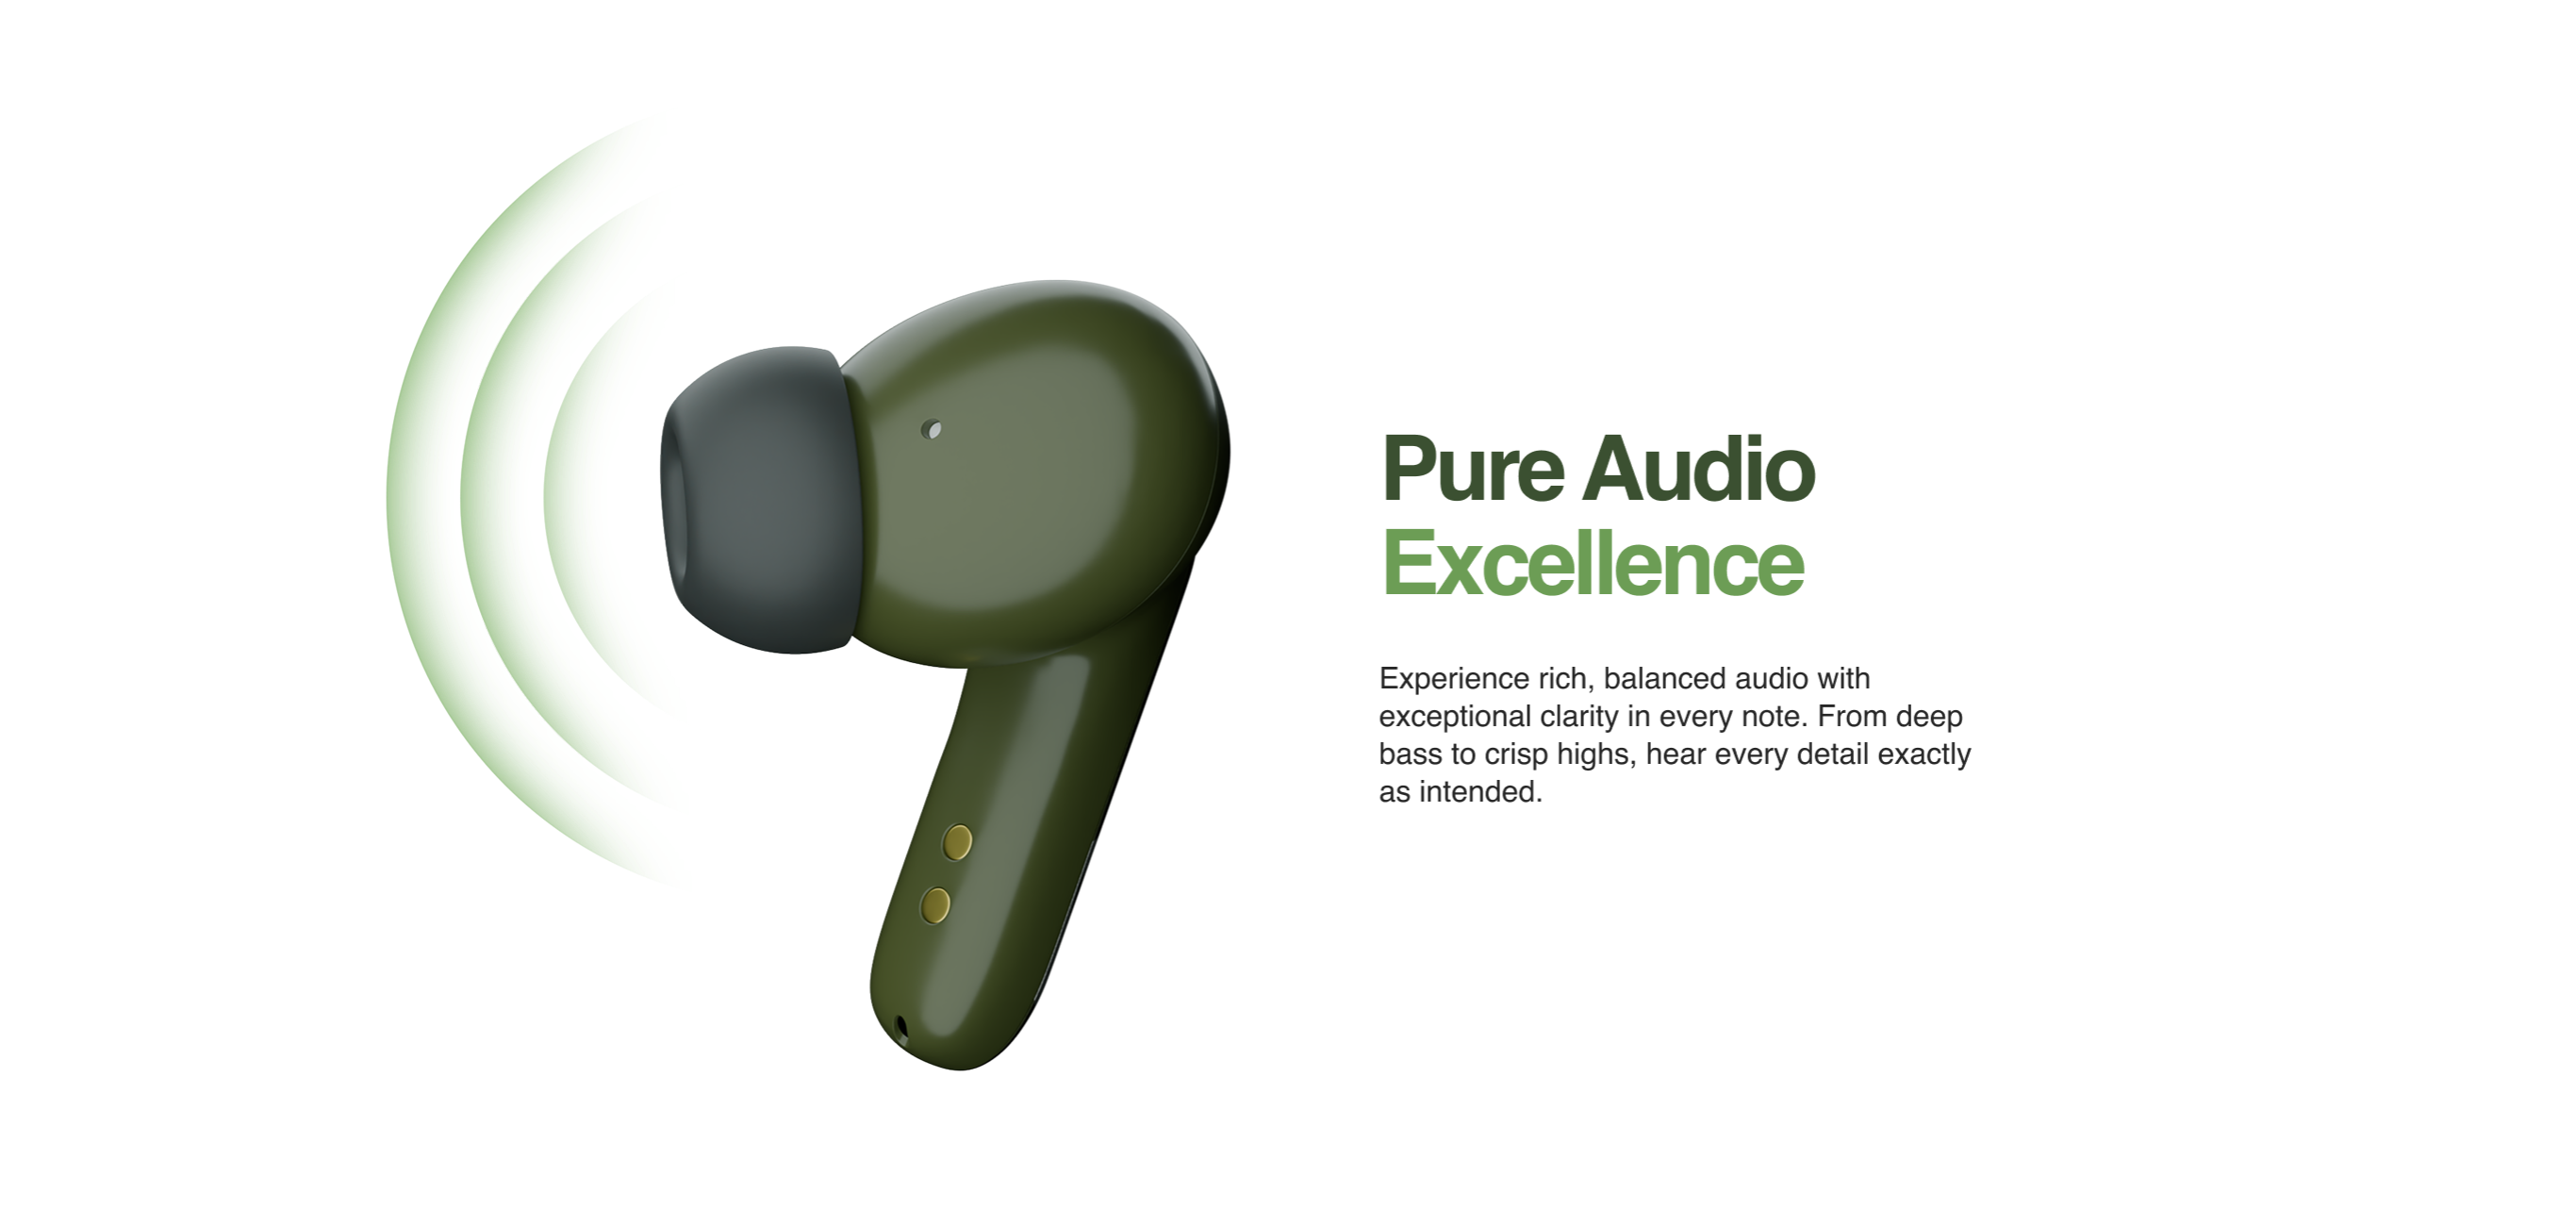 Pure Audio
Excellence
Experience rich, balanced audio with
exceptional clarity in every note. From deep
bass to crisp highs, hear every detail exactly
as intended.